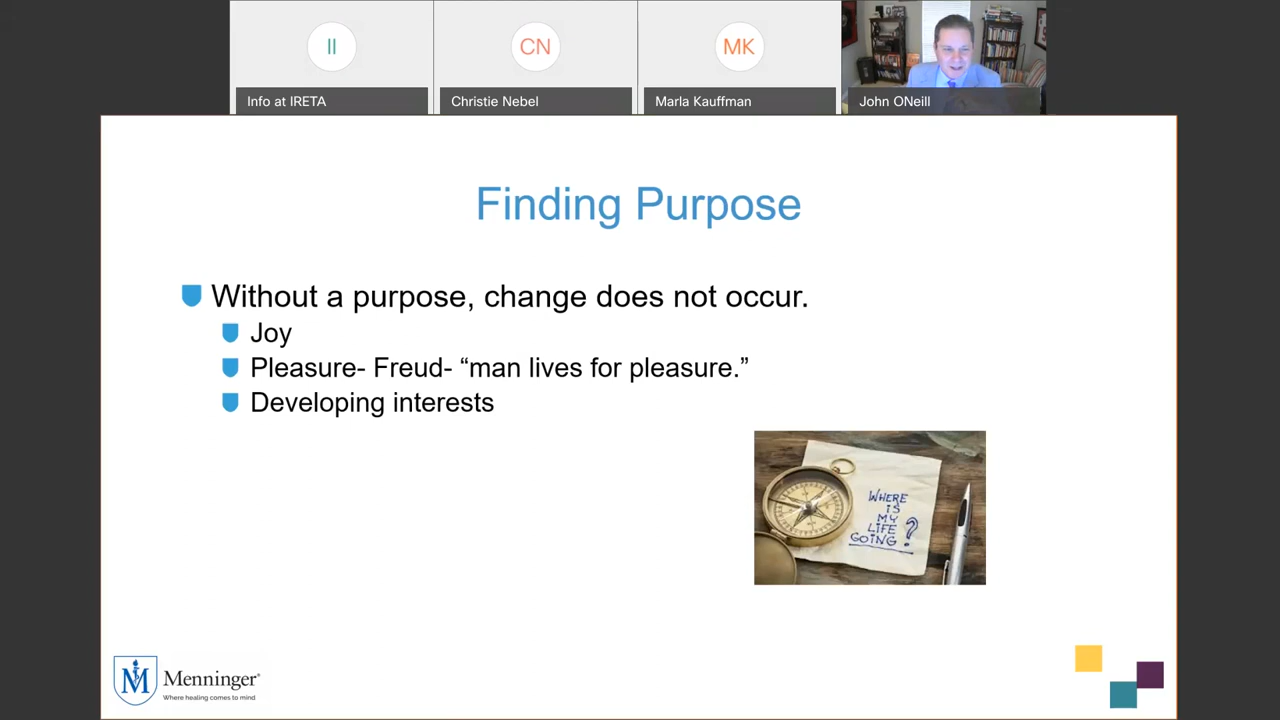 II
CN
MK
Info at IRETA
Christie Nebel
Marla Kauffman
John ONeill
Finding Purpose
Without a purpose, change does not occur.
Joy
Pleasure- Freud- “man lives for pleasure.”
Developing interests
WHERE
IS
MY
LIFE
GOING?
M
Menninger®
Where healing comes to mind